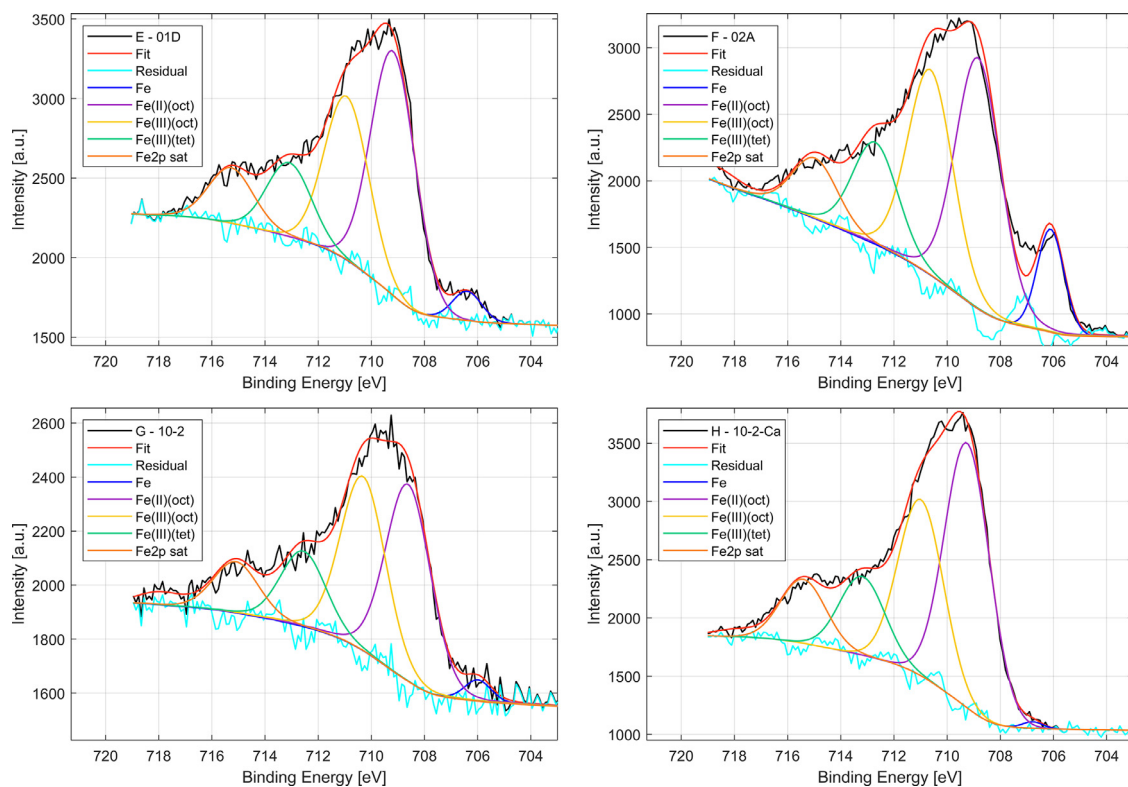 3500
3000
2500
2000
1500
Intensity [a.u.]
E - 01D
Fit
Residual
Fe
Fe(II)(oct)
Fe(III)(oct)
Fe(III)(tet)
Fe2p sat
720 718 716 714 712 710 708 706 704
Binding Energy [eV]
3000
2500
2000
1500
1000
Intensity [a.u.]
F - 02A
Fit
Residual
Fe
Fe(II)(oct)
Fe(III)(oct)
Fe(III)(tet)
Fe2p sat
720 718 716 714 712 710 708 706 704
Binding Energy [eV]
2600
2400
2200
2000
1800
1600
Intensity [a.u.]
G - 10-2
Fit
Residual
Fe
Fe(II)(oct)
Fe(III)(oct)
Fe(III)(tet)
Fe2p sat
720 718 716 714 712 710 708 706 704
Binding Energy [eV]
3500
3000
2500
2000
1500
1000
Intensity [a.u.]
H - 10-2-Ca
Fit
Residual
Fe
Fe(II)(oct)
Fe(III)(oct)
Fe(III)(tet)
Fe2p sat
720 718 716 714 712 710 708 706 704
Binding Energy [eV]